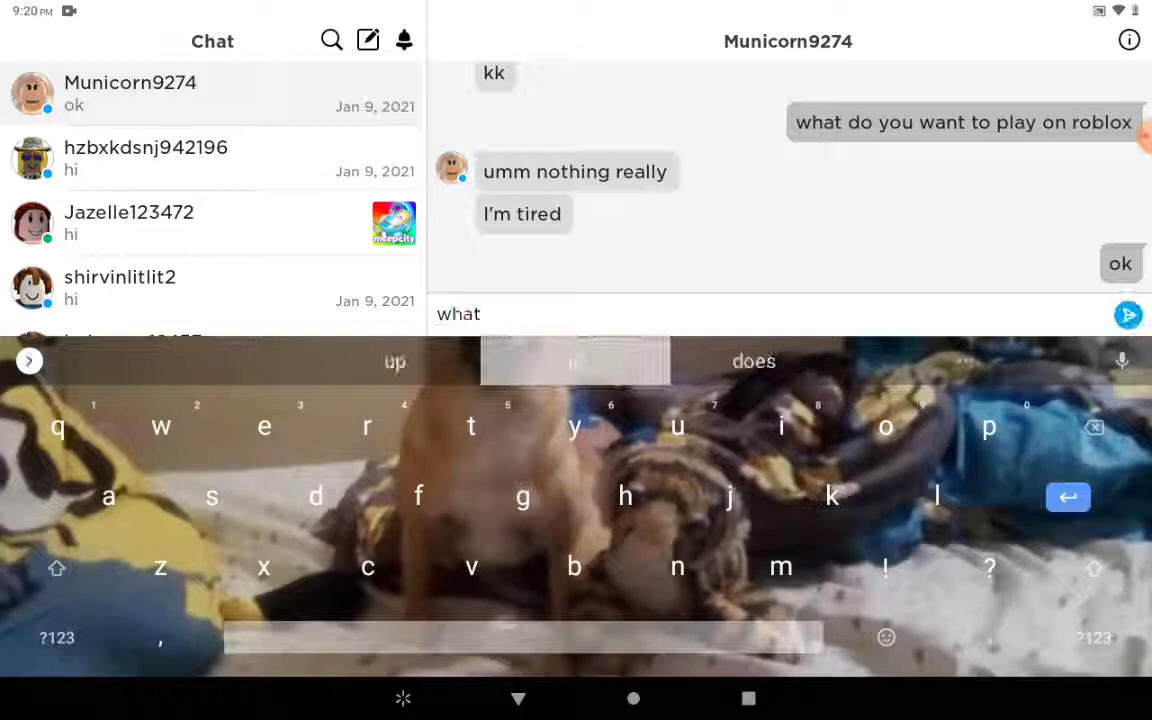 9:20 PM
Chat
Municorn9274
Municorn9274
ok
Jan 9, 2021
hzbxkdsnj942196
hi
Jan 9, 2021
Jazelle123472
hi
meepcity
shirvinlitlit2
hi
Jan 9, 2021
kk
what do you want to play on roblox
umm nothing really
I'm tired
ok
what
up
does
1 2 3 4 5 6 7 8 9 0
q w e r t y u i o p
a s d f g h j k l
z x c v b n m ! ?
?123 , . ?123